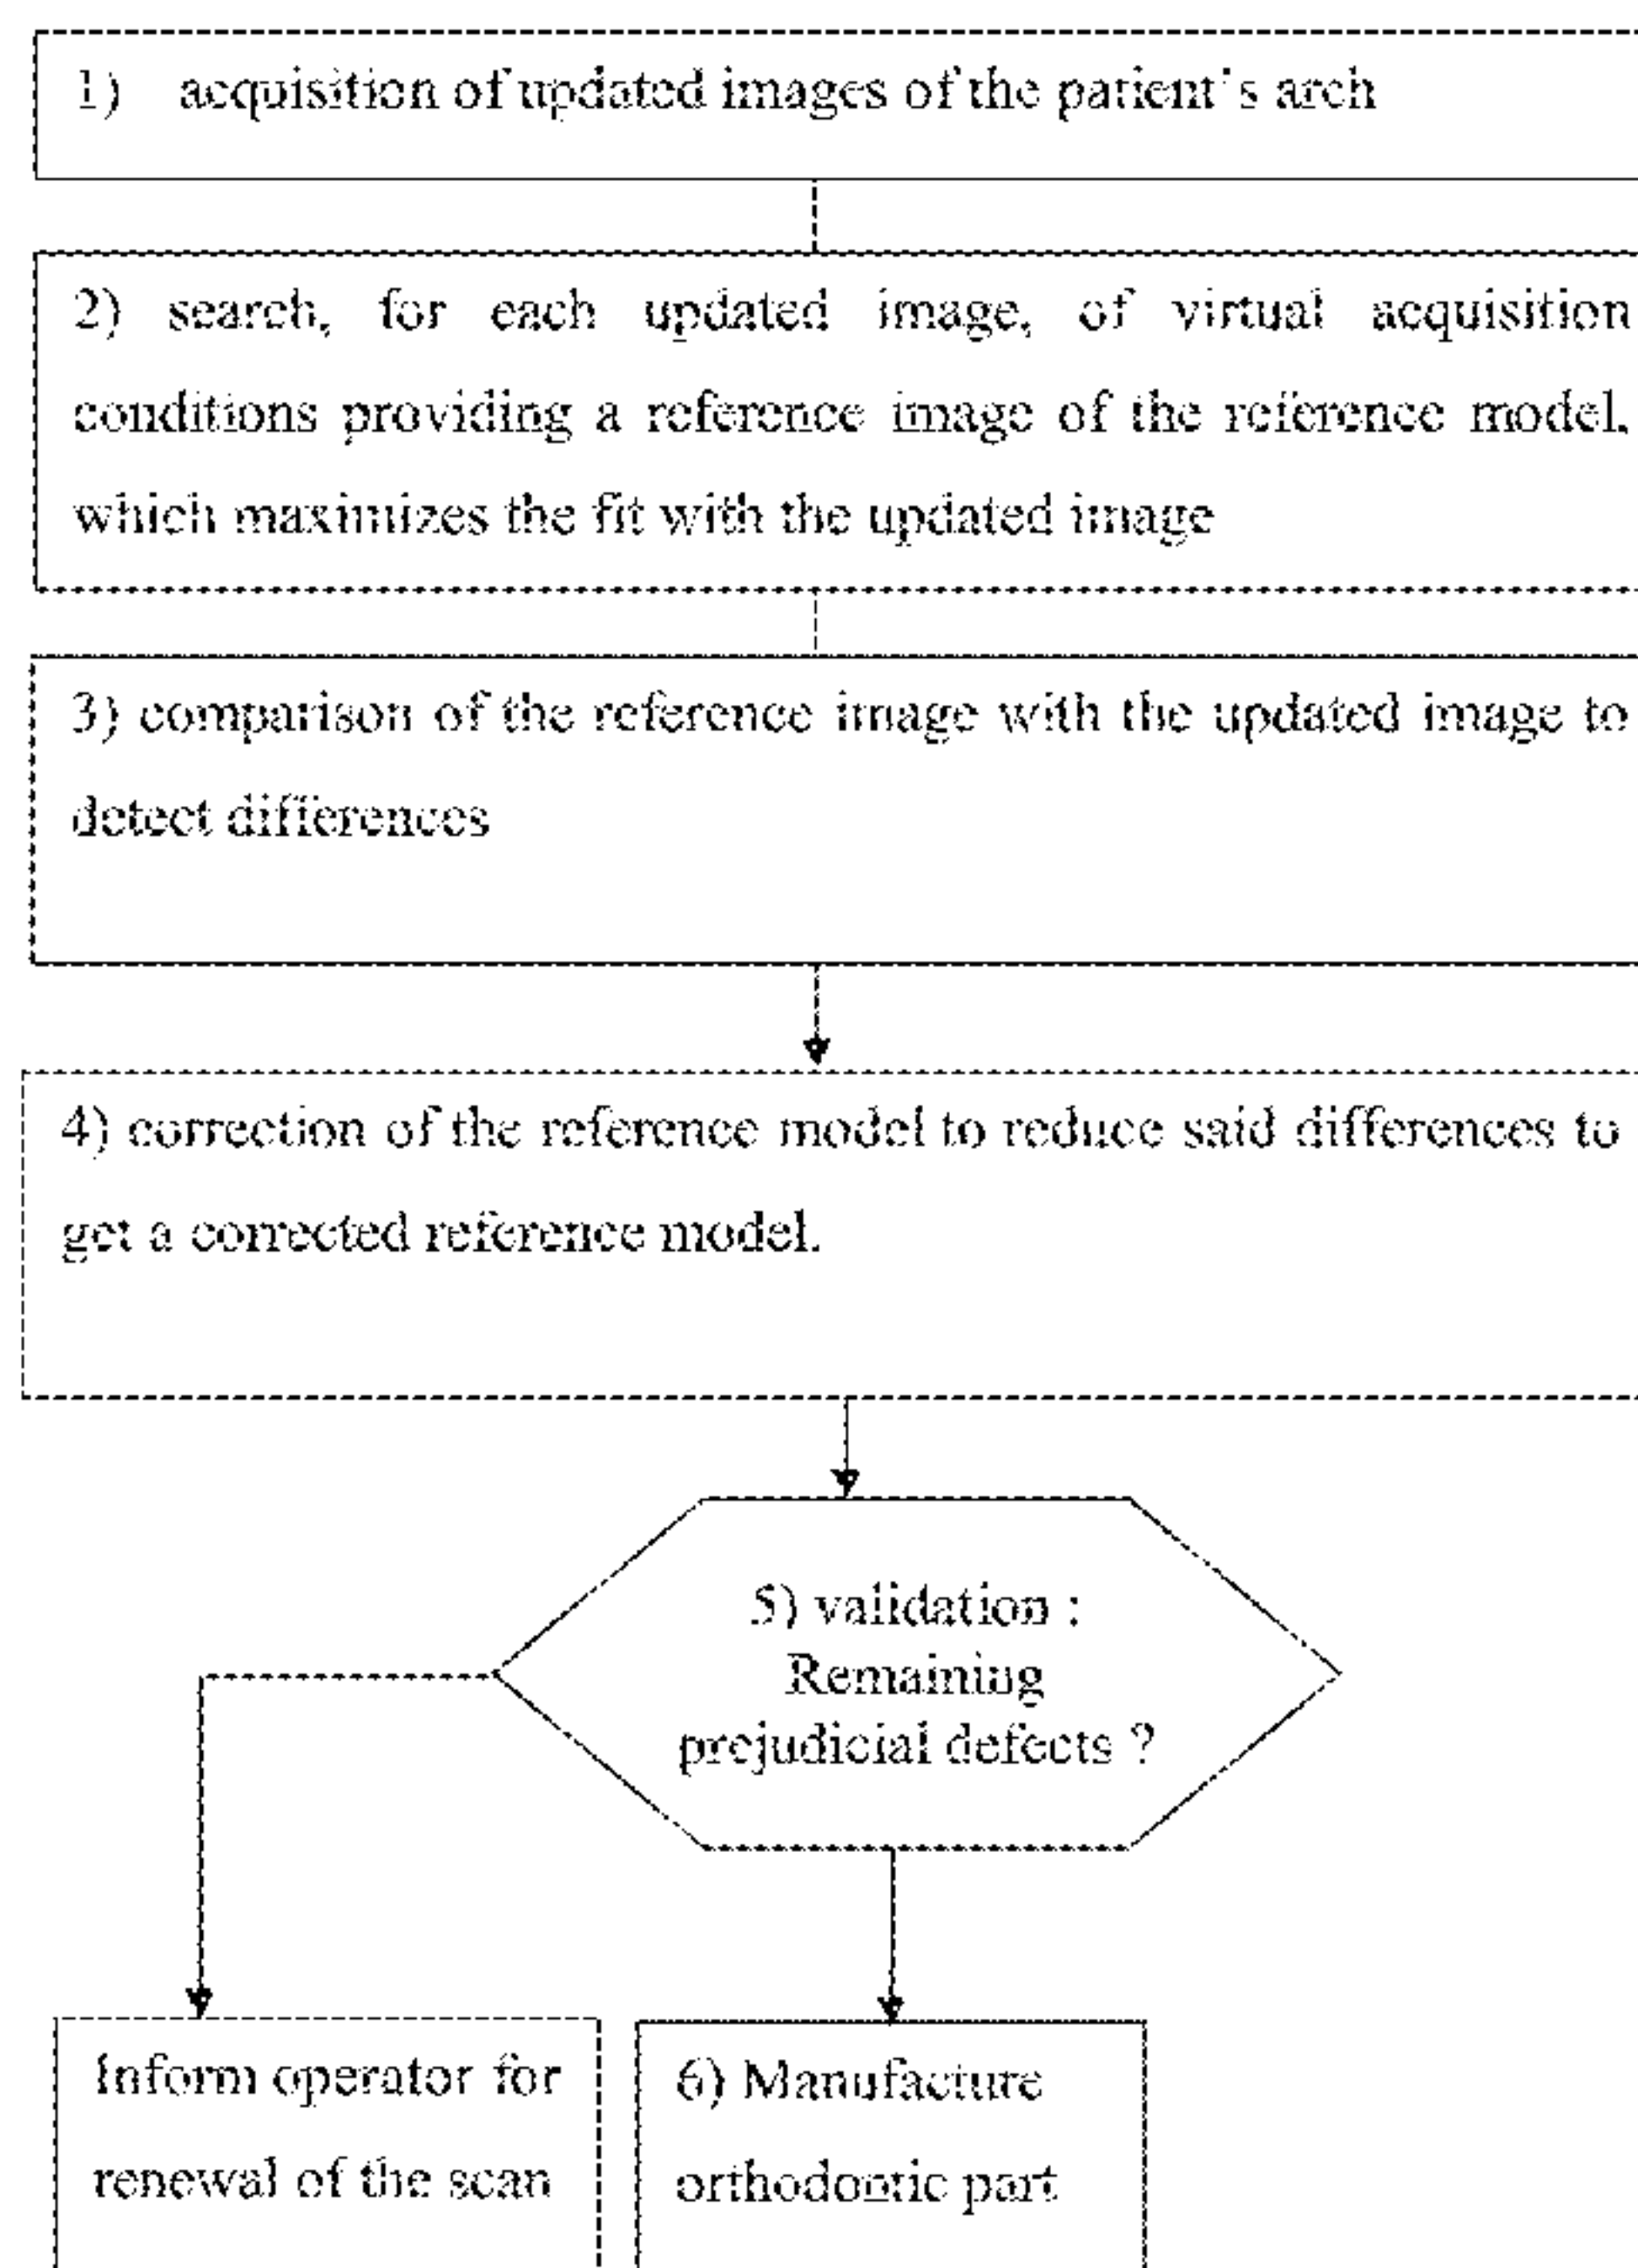 1) acquisition of updated images of the patient's arch
2) search, for each updated image, of virtual acquisition
conditions providing a reference image of the reference model,
which maximizes the fit with the updated image
3) comparison of the reference image with the updated image to
detect differences
4) correction of the reference model to reduce said differences to
get a corrected reference model.
5) validation :
Remaining
prejudicial defects ?
Inform operator for
renewal of the scan
6) Manufacture
orthodontic part